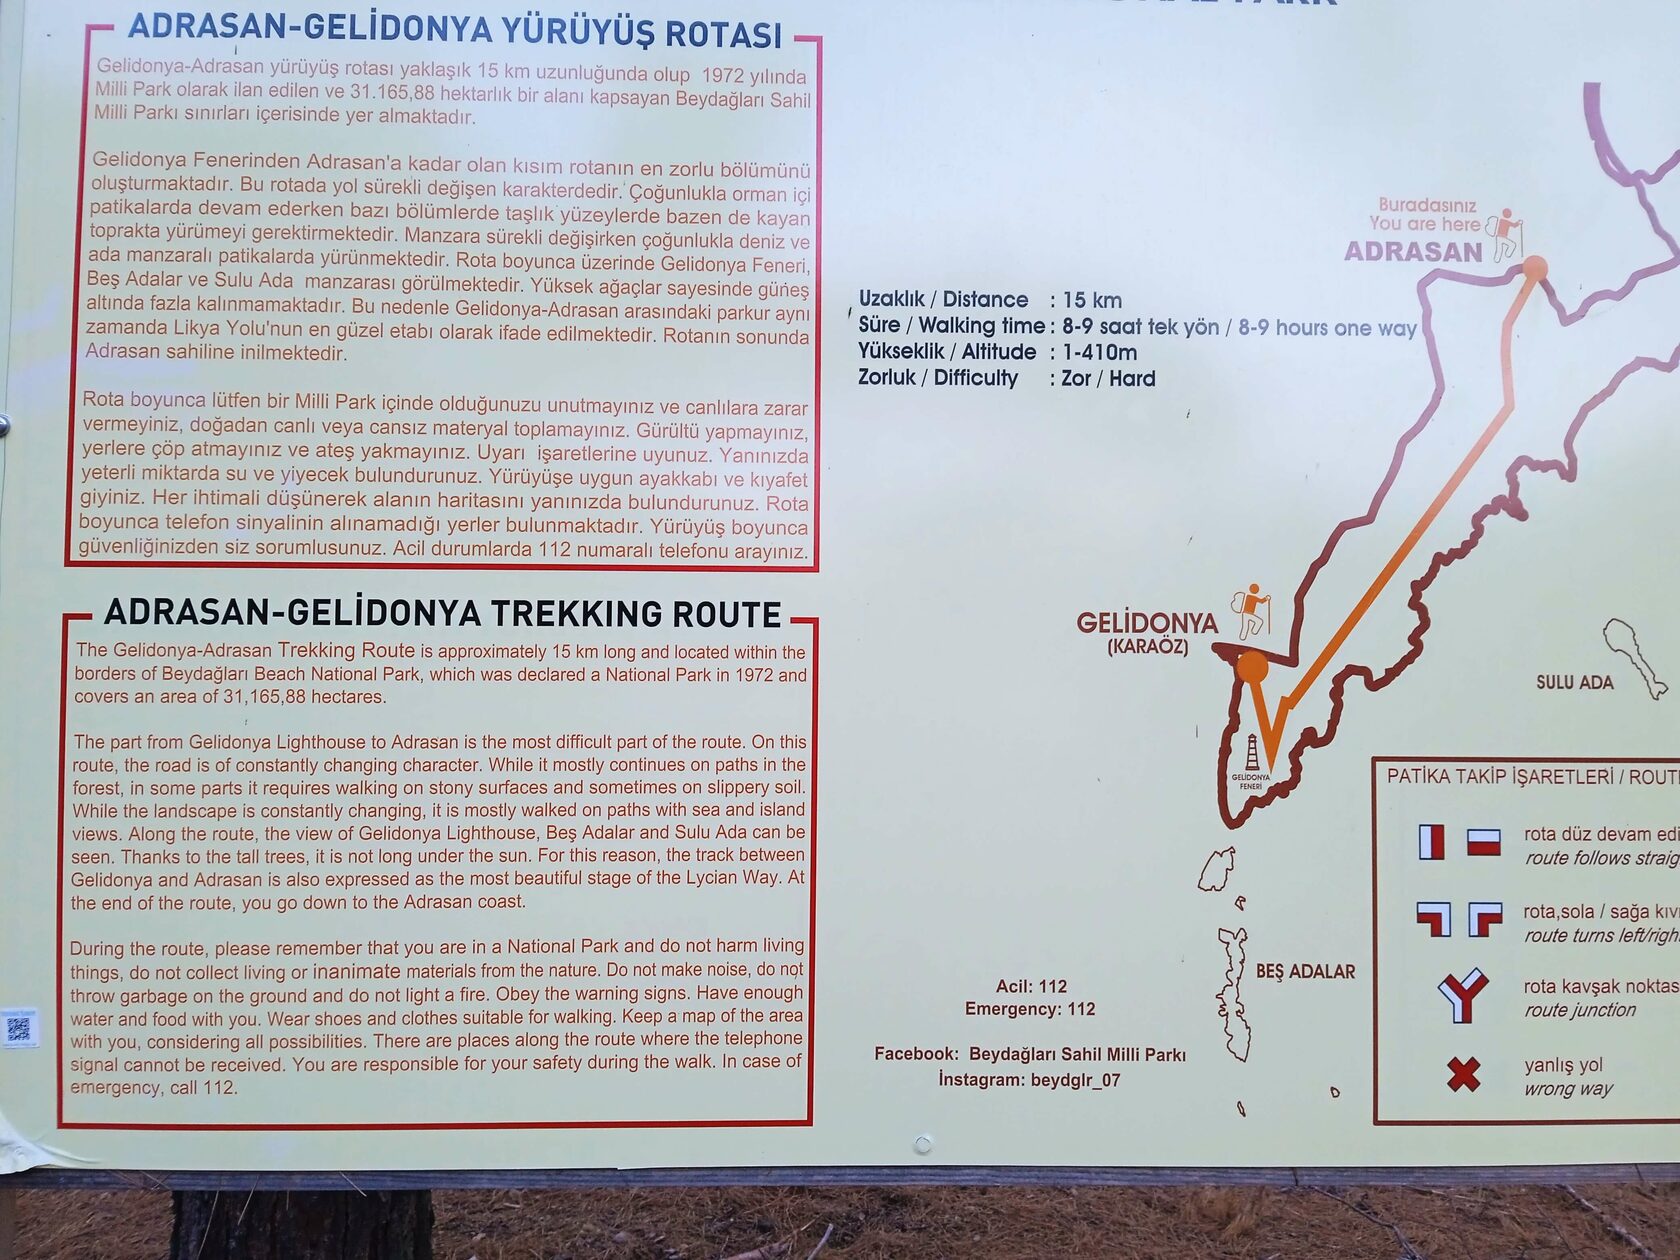 ADRASAN-GELİDONYA YÜRÜYÜŞ ROTASI
Gelidonya-Adrasan yürüyüş rotası yaklaşık 15 km uzunluğunda olup 1972 yılında
Milli Park olarak ilan edilen ve 31.165,88 hektarlık bir alanı kapsayan Beydağları Sahil
Milli Parkı sınırları içerisinde yer almaktadır.
Gelidonya Fenerinden Adrasan'a kadar olan kısım rotanın en zorlu bölümünü
oluşturmaktadır. Bu rotada yol sürekli değişen karakterdedir. Çoğunlukla orman içi
patikalarda devam ederken bazı bölümlerde taşlık yüzeylerde bazen de kayan
toprakta yürümeyi gerektirmektedir. Manzara sürekli değişirken çoğunlukla deniz ve
ada manzaralı patikalarda yürünmektedir. Rota boyunca üzerinde Gelidonya Feneri,
Beş Adalar ve Sulu Ada manzarası görülmektedir. Yüksek ağaçlar sayesinde güneş
altında fazla kalınmamaktadır. Bu nedenle Gelidonya-Adrasan arasındaki parkur aynı
zamanda Likya Yolu'nun en güzel etabı olarak ifade edilmektedir. Rotanın sonunda
Adrasan sahiline inilmektedir.
Rota boyunca lütfen bir Milli Park içinde olduğunuzu unutmayınız ve canlılara zarar
vermeyiniz, doğadan canlı veya cansız materyal toplamayınız. Gürültü yapmayınız,
yerlere çöp atmayınız ve ateş yakmayınız. Uyarı işaretlerine uyunuz. Yanınızda
yeterli miktarda su ve yiyecek bulundurunuz. Yürüyüşe uygun ayakkabı ve kıyafet
giyiniz. Her ihtimali düşünerek alanın haritasını yanınızda bulundurunuz. Rota
boyunca telefon sinyalinin alınamadığı yerler bulunmaktadır. Yürüyüş boyunca
güvenliğinizden siz sorumlusunuz. Acil durumlarda 112 numaralı telefonu arayınız.
ADRASAN-GELİDONYA TREKKING ROUTE
The Gelidonya-Adrasan Trekking Route is approximately 15 km long and located within the
borders of Beydağları Beach National Park, which was declared a National Park in 1972 and
covers an area of 31,165,88 hectares.
The part from Gelidonya Lighthouse to Adrasan is the most difficult part of the route. On this
route, the road is of constantly changing character. While it mostly continues on paths in the
forest, in some parts it requires walking on stony surfaces and sometimes on slippery soil.
While the landscape is constantly changing, it is mostly walked on paths with sea and island
views. Along the route, the view of Gelidonya Lighthouse, Beş Adalar and Sulu Ada can be
seen. Thanks to the tall trees, it is not long under the sun. For this reason, the track between
Gelidonya and Adrasan is also expressed as the most beautiful stage of the Lycian Way. At
the end of the route, you go down to the Adrasan coast.
During the route, please remember that you are in a National Park and do not harm living
things, do not collect living or inanimate materials from the nature. Do not make noise, do not
throw garbage on the ground and do not light a fire. Obey the warning signs. Have enough
water and food with you. Wear shoes and clothes suitable for walking. Keep a map of the area
with you, considering all possibilities. There are places along the route where the telephone
signal cannot be received. You are responsible for your safety during the walk. In case of
emergency, call 112.
Buradasınız
You are here
ADRASAN
Uzaklık / Distance : 15 km
Süre / Walking time : 8-9 saat tek yön / 8-9 hours one way
Yükseklik / Altitude : 1-410m
Zorluk / Difficulty : Zor / Hard
GELİDONYA
(KARAÖZ)
SULU ADA
GELİDONYA
FENERİ
BEŞ ADALAR
Acil: 112
Emergency: 112
Facebook: Beydağları Sahil Milli Parkı
İnstagram: beydglr_07
PATİKA TAKİP İŞARETLERİ / ROUT
rota düz devam edi
route follows straig
rota,sola / sağa kıv
route turns left/righ
rota kavşak noktas
route junction
yanlış yol
wrong way